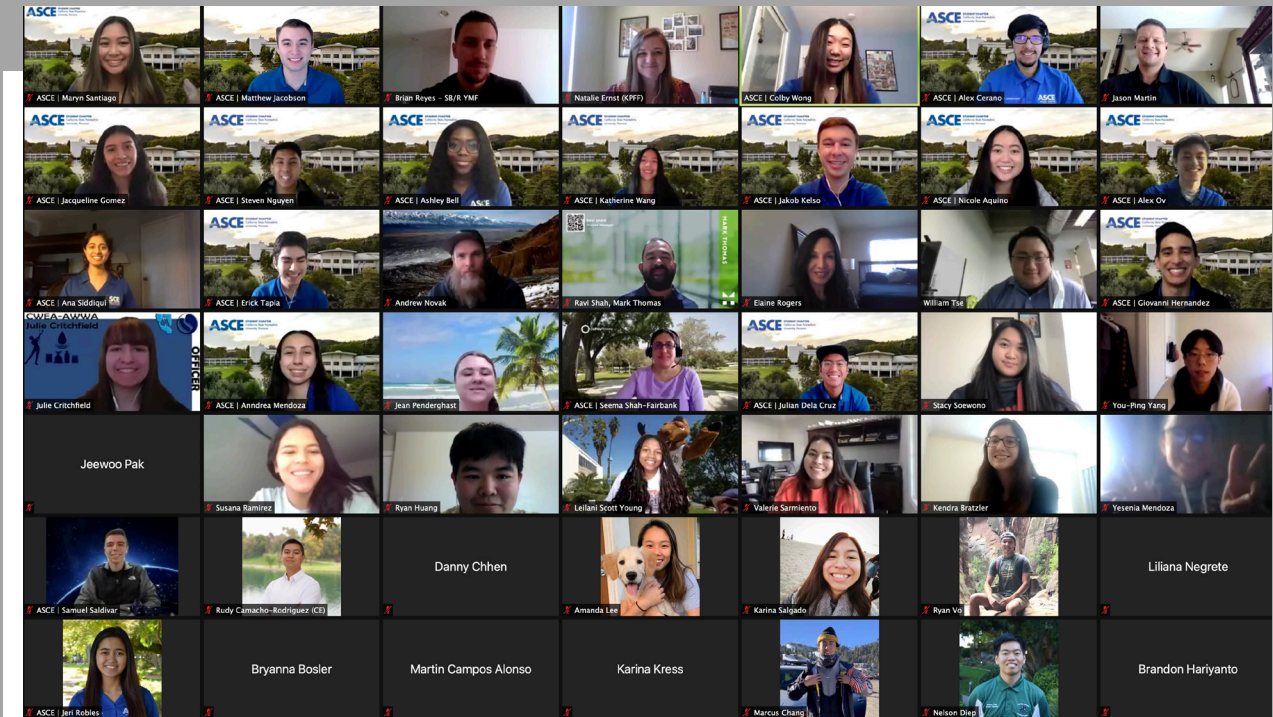 ASCE STUDENT CHAPTER
ASCE | Maryn Santiago
ASCE
ASCE | Matthew Jacobson
Brian Reyes - SB/R YMF
Natalie Ernst (KPFF)
ASCE | Colby Wong
ASCE
ASCE
ASCE | Alex Cerano
Jason Martin
ASCE
ASCE | Jacqueline Gomez
ASCE
ASCE | Steven Nguyen
ASCE
ASCE
ASCE | Ashley Bell
ASCE
ASCE | Katherine Wang
ASCE
ASCE | Jakob Kelso
ASCE
ASCE | Nicole Aquino
ASCE
ASCE | Alex Ov
ASCE | Ana Siddiqui
ASCE
ASCE | Erick Tapia
Andrew Novak
MARK THOMAS
Ravi Shah, Mark Thomas
Elaine Rogers
William Tse
ASCE
ASCE | Giovanni Hernandez
CWEA-AWWA
Julie Critchfield
OFFICER
Julie Critchfield
ASCE
ASCE | Anndrea Mendoza
Jean Penderghast
ASCE | Seema Shah-Fairbank
ASCE
ASCE | Julian Dela Cruz
Stacy Soewono
You-Ping Yang
Jeewoo Pak
Susana Ramirez
Ryan Huang
Leilani Scott Young
Valerie Sarmiento
Kendra Bratzler
Yesenia Mendoza
ASCE | Samuel Saldivar
Rudy Camacho-Rodriguez (CE)
Danny Chhen
Amanda Lee
Karina Salgado
Ryan Vo
Liliana Negrete
ASCE | Jeri Robles
Bryanna Bosler
Martin Campos Alonso
Karina Kress
Marcus Chang
Nelson Diep
Brandon Hariyanto